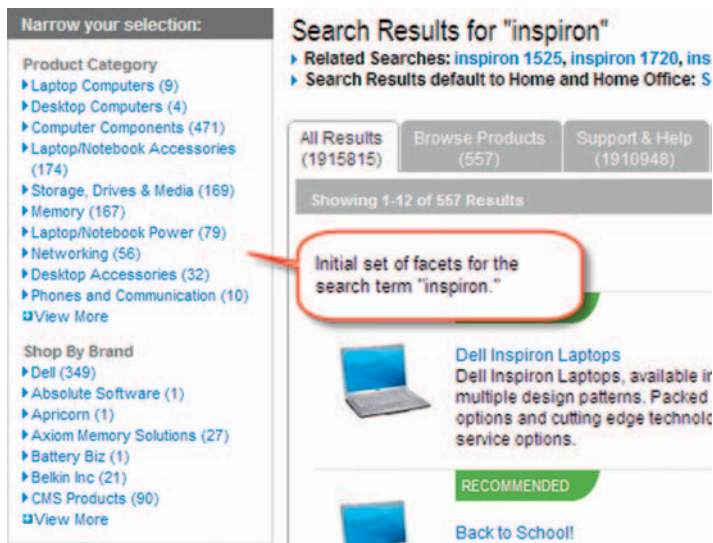 Narrow your selection:
Product Category
Laptop Computers (9)
Desktop Computers (4)
Computer Components (471)
Laptop/Notebook Accessories
(174)
Storage, Drives & Media (169)
Memory (167)
Laptop/Notebook Power (79)
Networking (56)
Desktop Accessories (32)
Phones and Communication (10)
View More
Shop By Brand
Dell (349)
Absolute Software (1)
Apricorn (1)
Axiom Memory Solutions (27)
Battery Biz (1)
Belkin Inc (21)
CMS Products (90)
View More
Search Results for "inspiron"
Related Searches: inspiron 1525, inspiron 1720, ins
Search Results default to Home and Home Office: S
All Results
(1915815)
Browse Products
(557)
Support & Help
(1910948)
Showing 1-12 of 557 Results
Initial set of facets for the
search term "inspiron."
Dell Inspiron Laptops
Dell Inspiron Laptops, available in
multiple design patterns. Packed
options and cutting edge technolo
service options.
RECOMMENDED
Back to School!